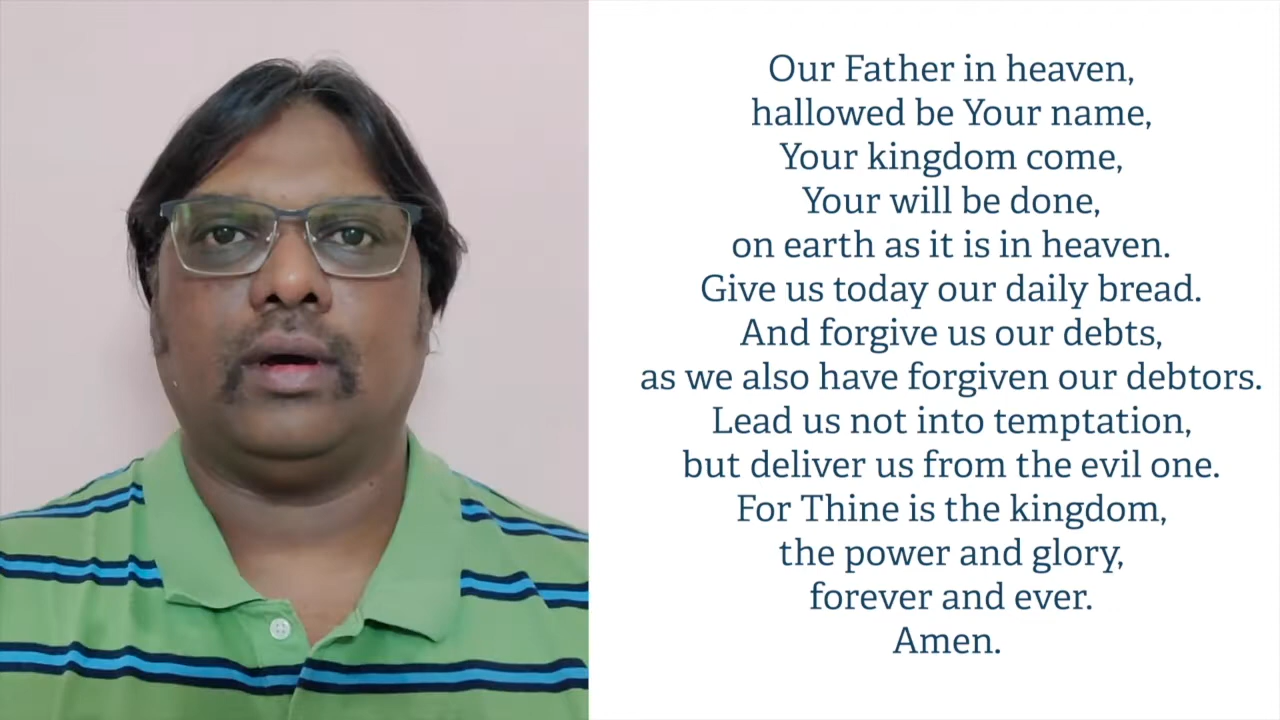 Our Father in heaven,
hallowed be Your name,
Your kingdom come,
Your will be done,
on earth as it is in heaven.
Give us today our daily bread.
And forgive us our debts,
as we also have forgiven our debtors.
Lead us not into temptation,
but deliver us from the evil one.
For Thine is the kingdom,
the power and glory,
forever and ever.
Amen.